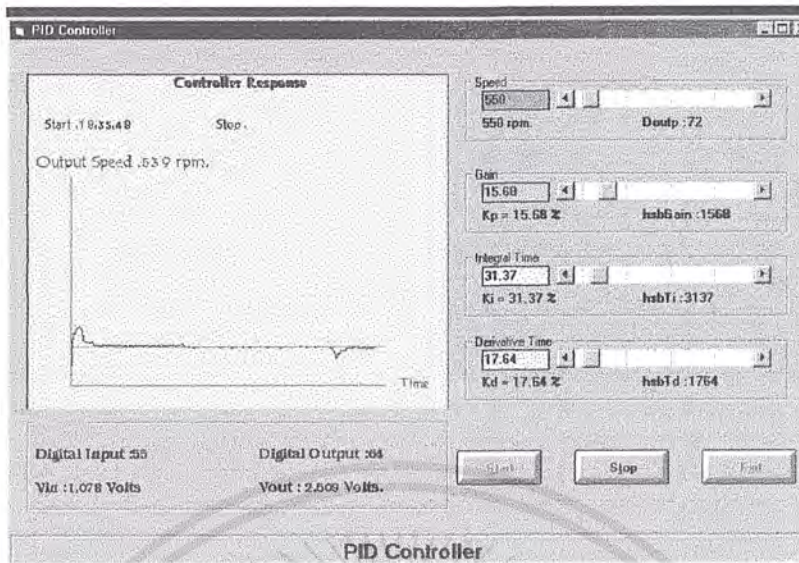 PID Controller
Controller Response
Start :18:35:48 Stop :
Output Speed :539 rpm.
Time
Digital Input :55 Digital Output :64
Vin :1.078 Volts Vout : 2.509 Volts.
Speed
550
550 rpm. Doutp :72
Gain
15.68
Kp = 15.68 % hsbGain :1568
Integral Time
31.37
Ki = 31.37 % hsbTi :3137
Derivative Time
17.64
Kd = 17.64 % hsbTd :1764
Start Stop Exit
PID Controller